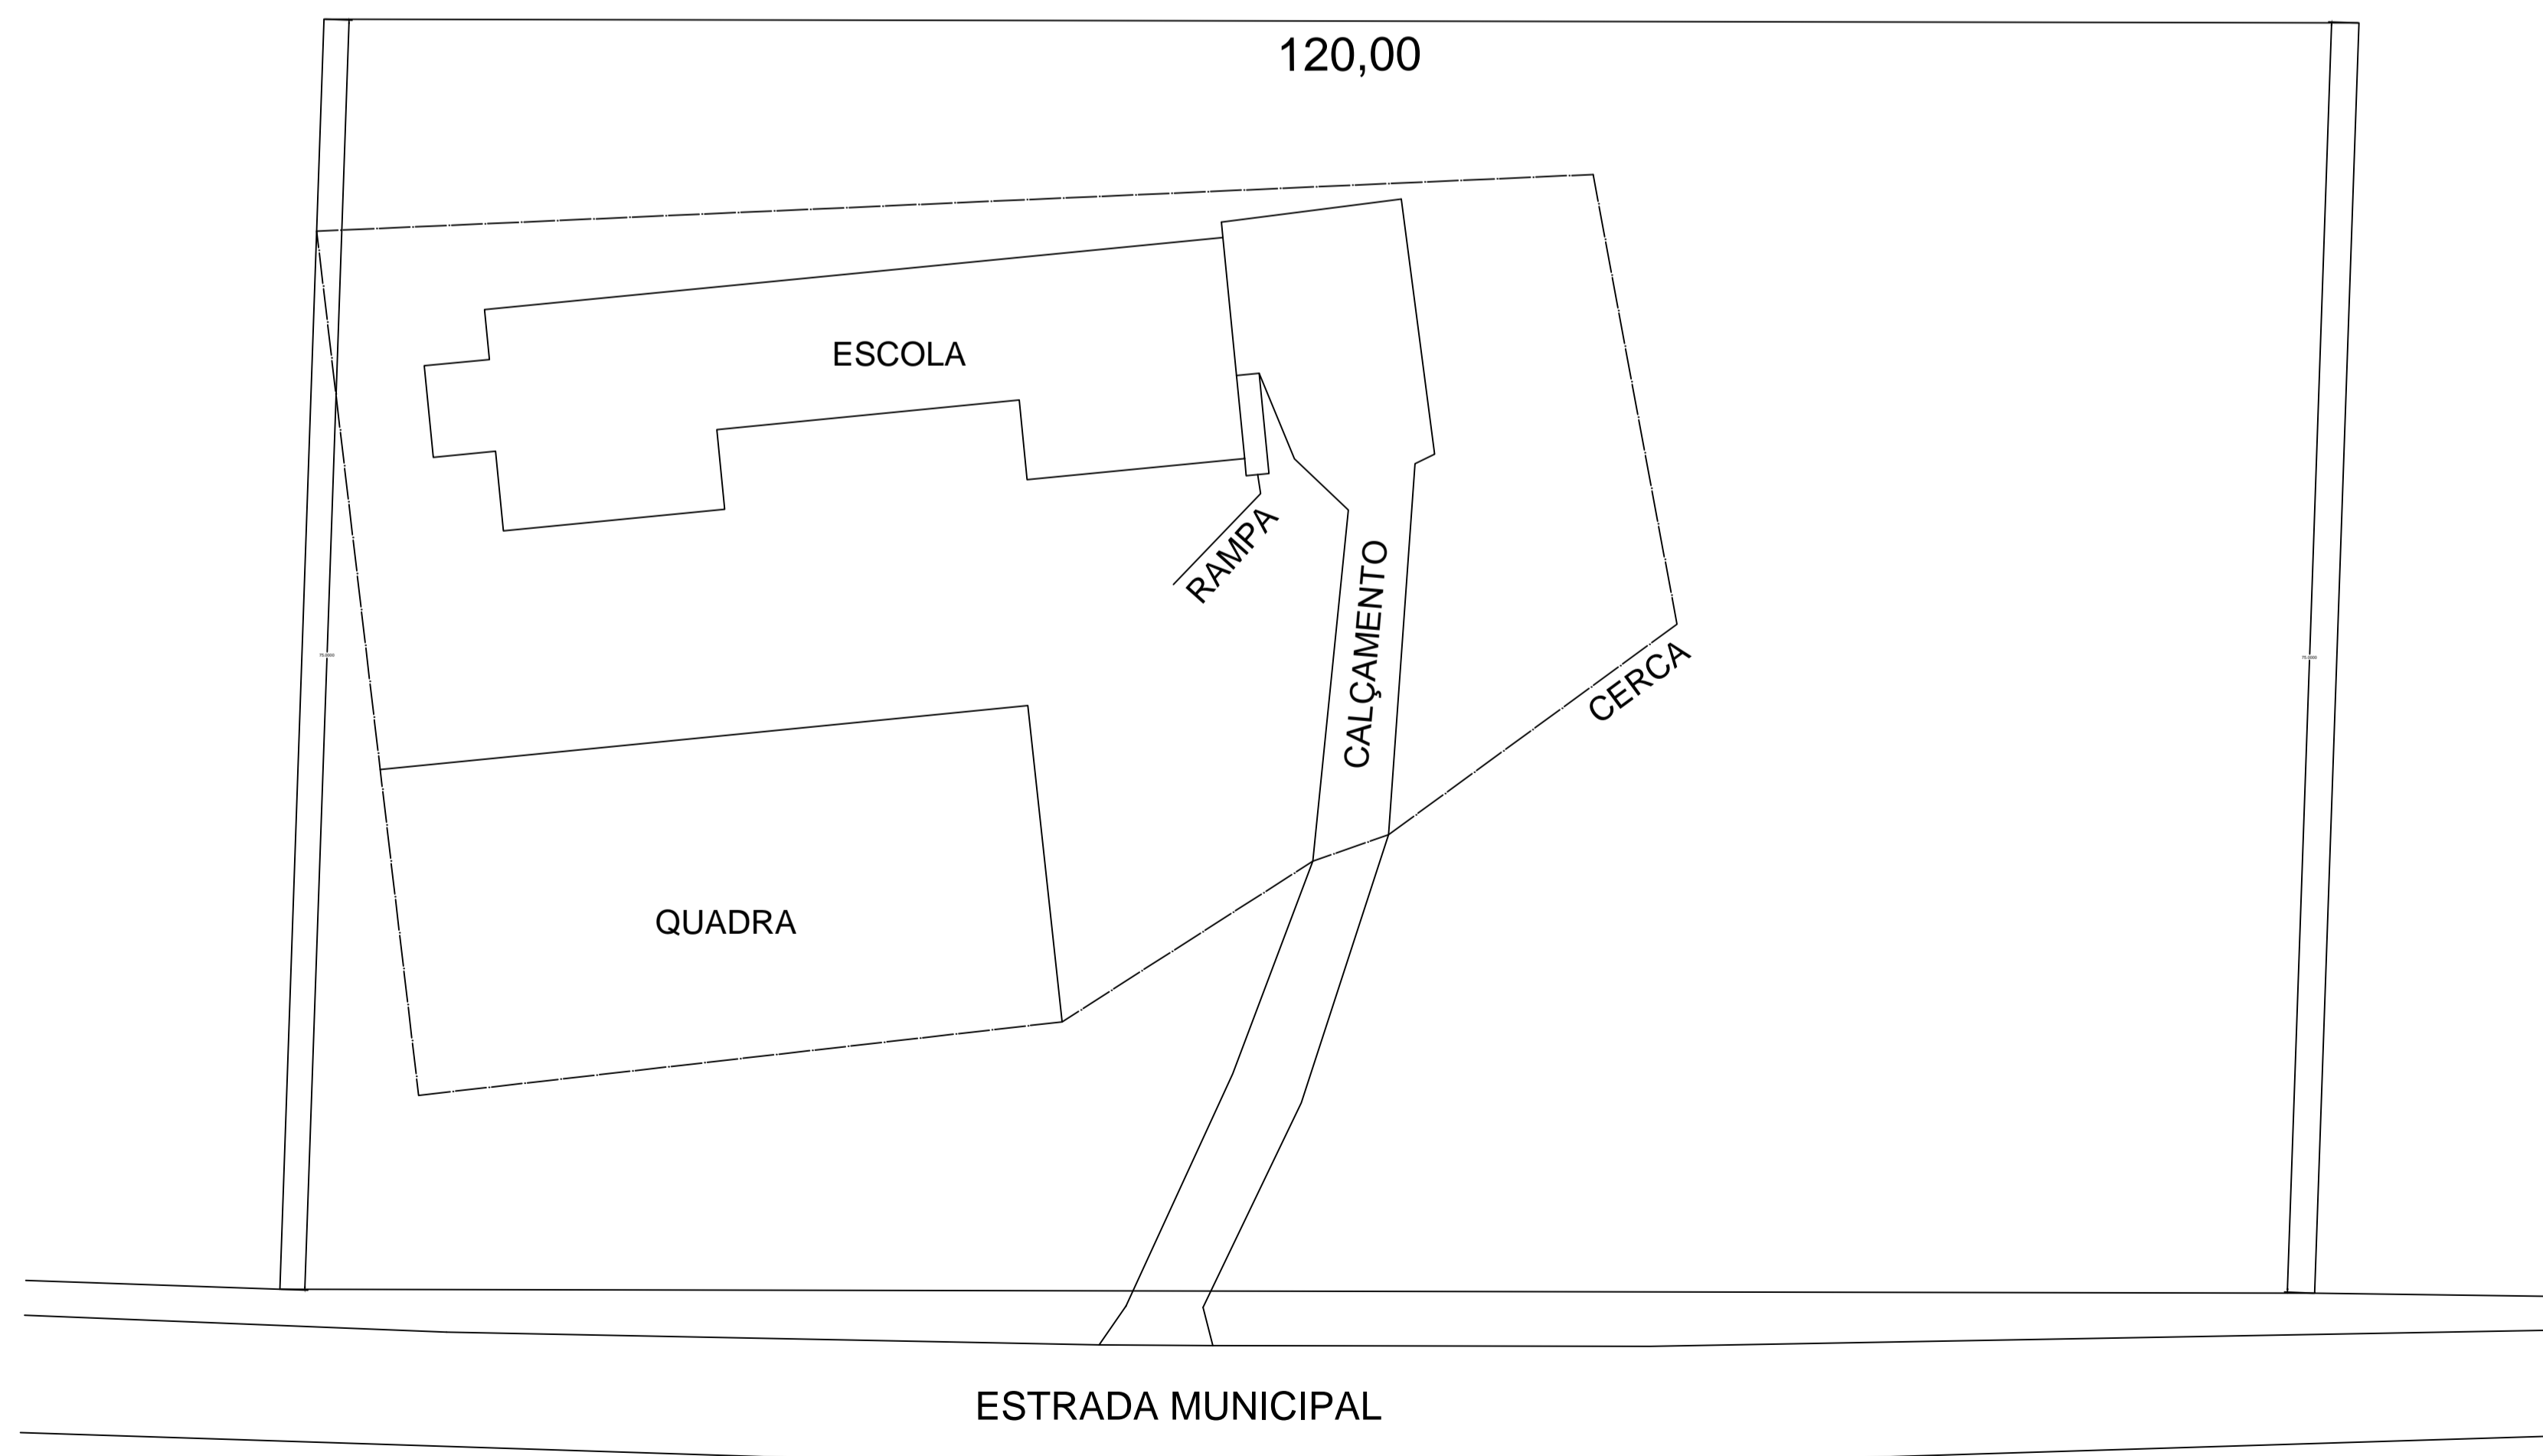 120,00
ESCOLA
RAMPA
CALÇAMENTO
CERCA
QUADRA
ESTRADA MUNICIPAL